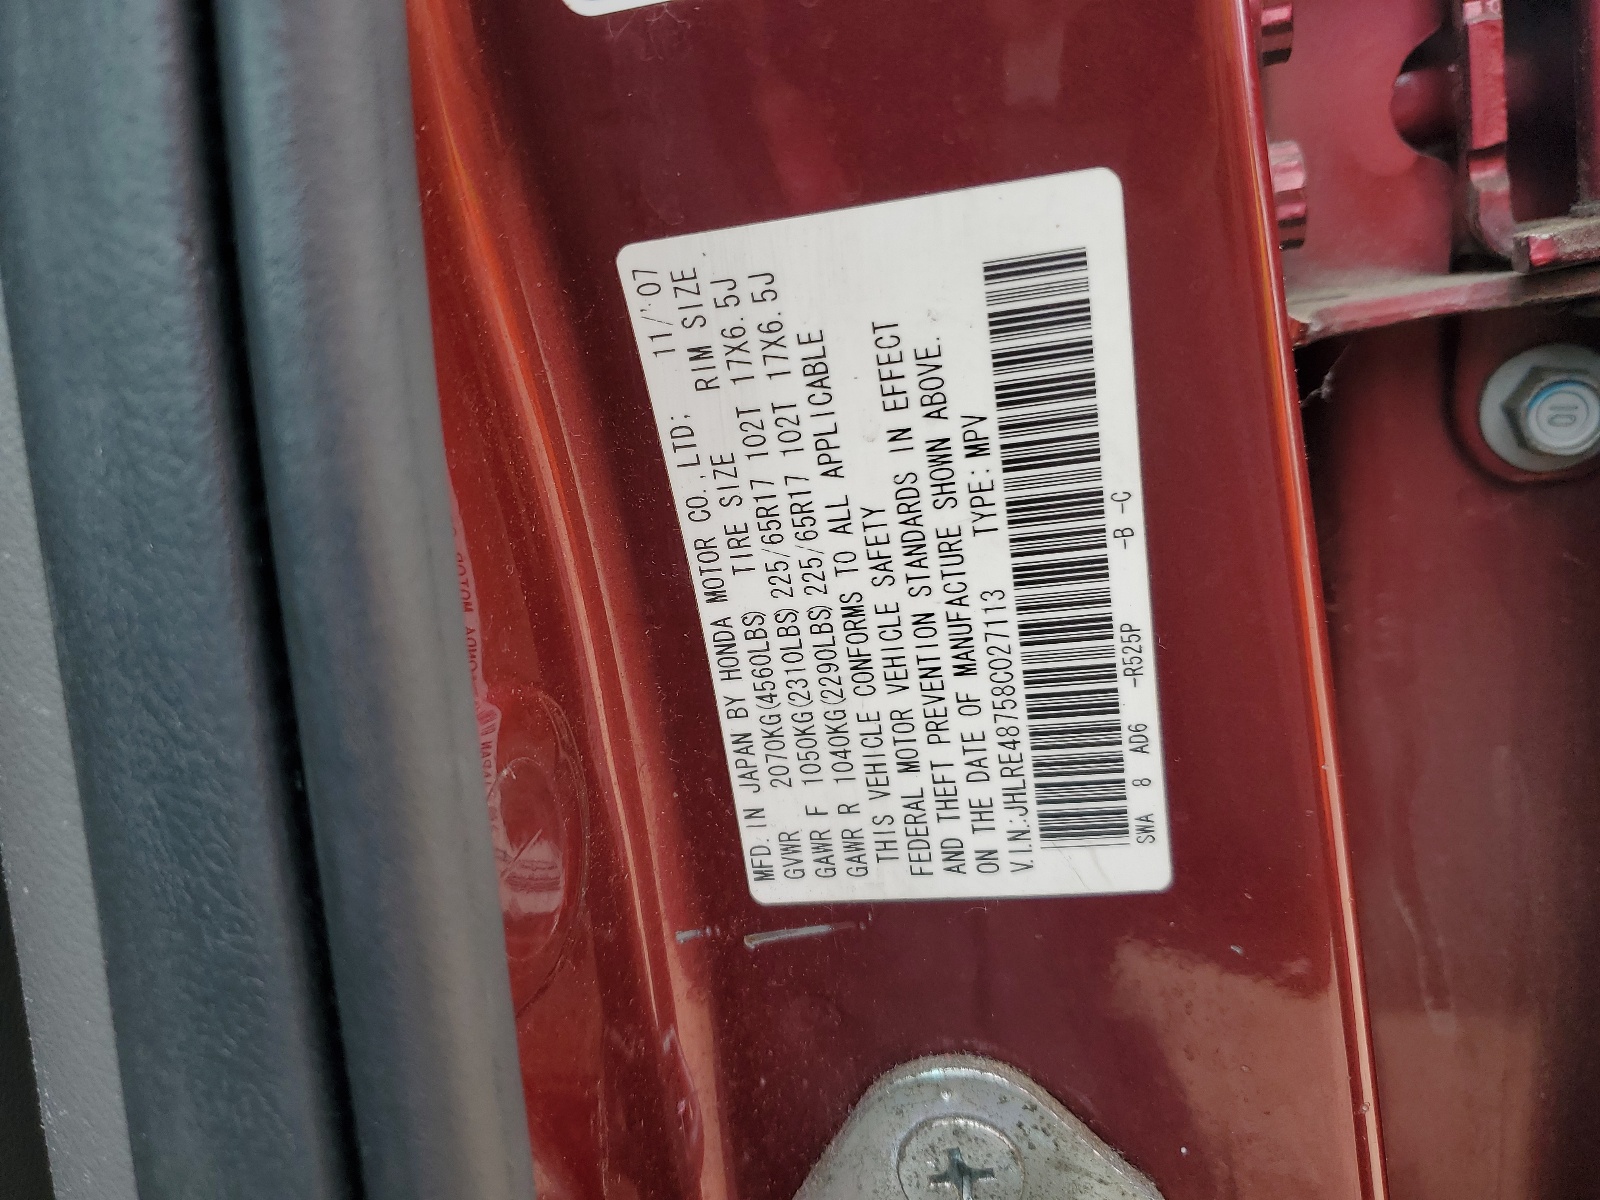 MFD. IN JAPAN BY HONDA MOTOR CO., LTD; 11/'07
GVWR 2070KG(4560LBS) TIRE SIZE RIM SIZE
GAWR F 1050KG(2310LBS) 225/65R17 102T 17X6.5J
GAWR R 1040KG(2290LBS) 225/65R17 102T 17X6.5J
THIS VEHICLE CONFORMS TO ALL APPLICABLE
FEDERAL MOTOR VEHICLE SAFETY
AND THEFT PREVENTION STANDARDS IN EFFECT
ON THE DATE OF MANUFACTURE SHOWN ABOVE.
V.I.N.:JHLRE48758C027113 TYPE: MPV
SWA 8 AD6 -R525P -B -C
10